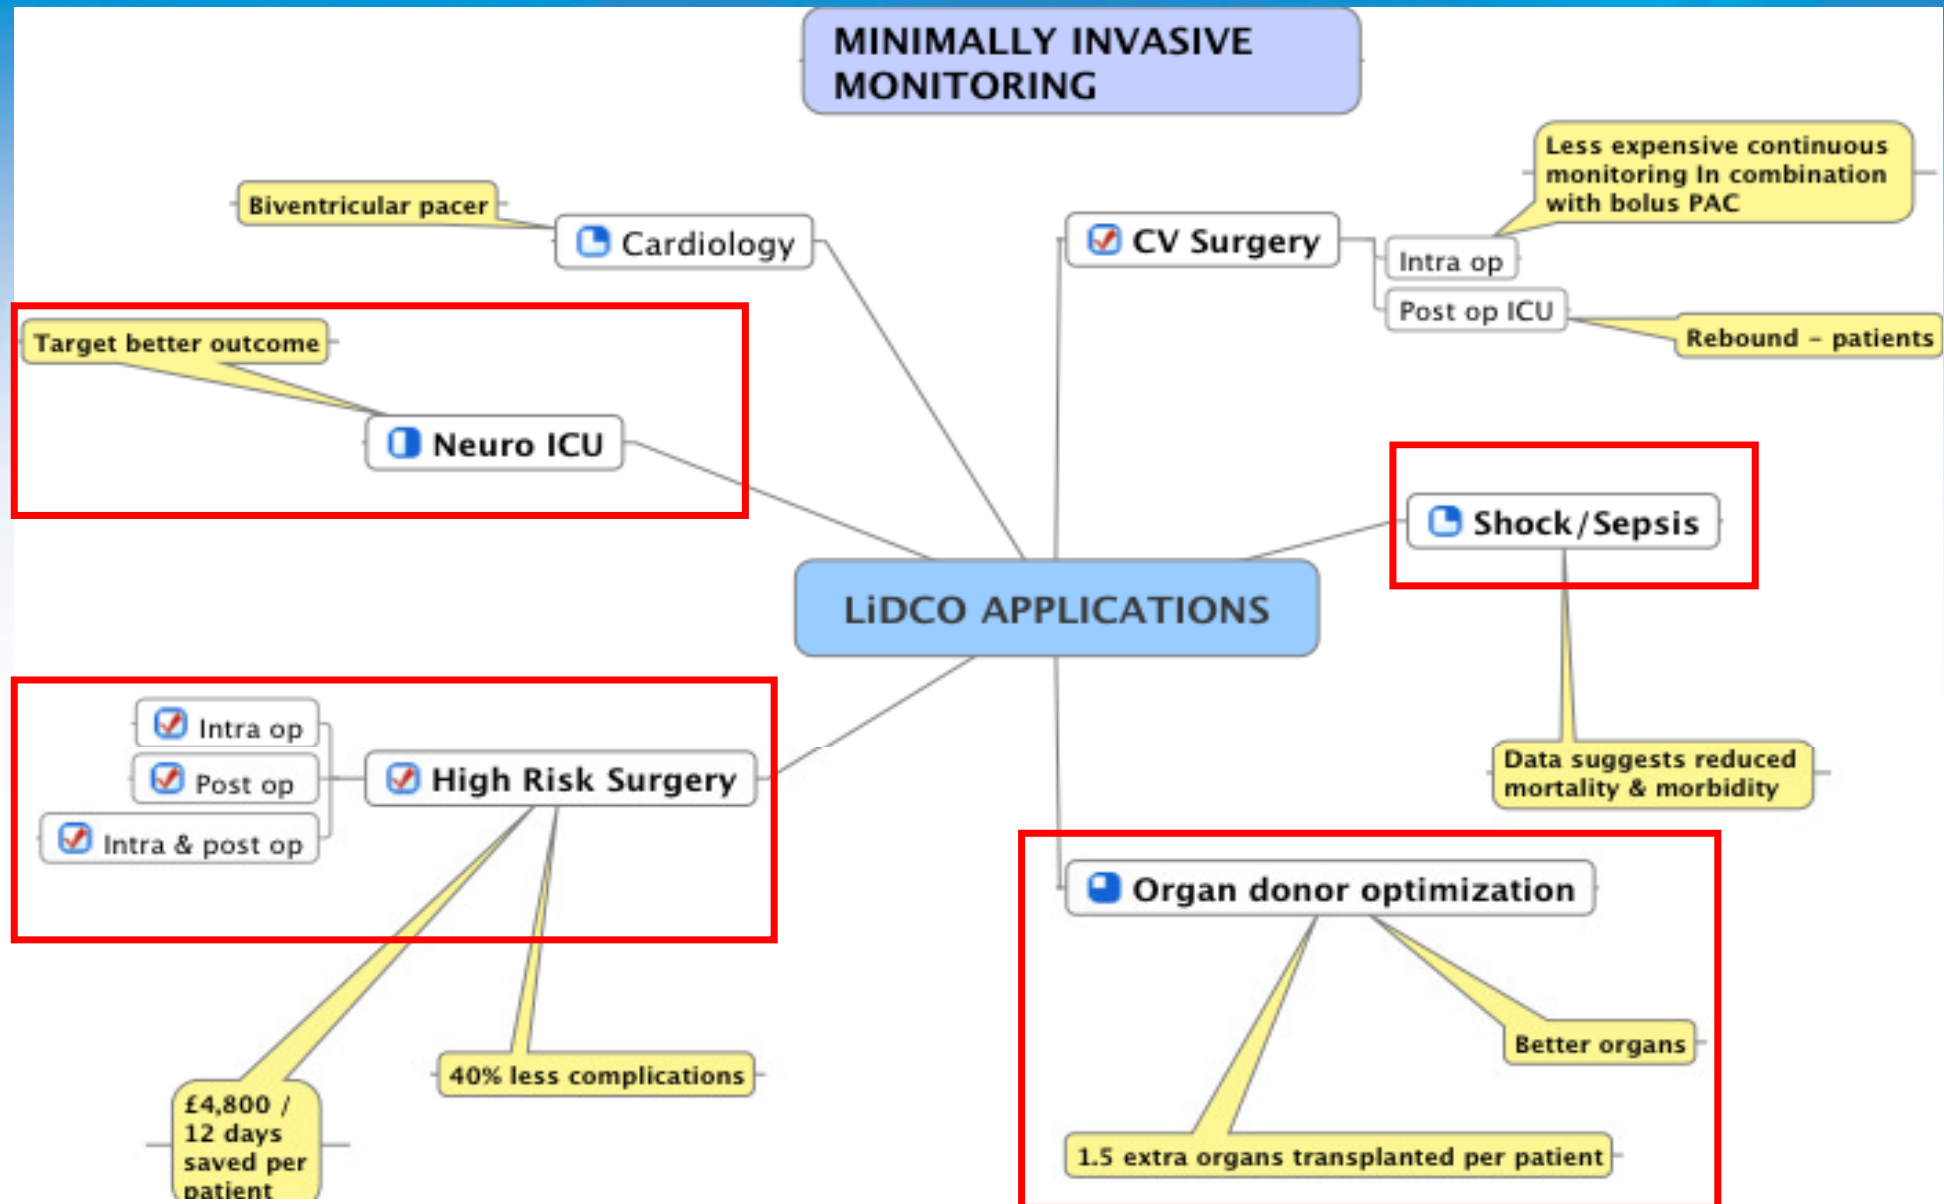 MINIMALLY INVASIVE
MONITORING
Less expensive continuous
monitoring In combination
with bolus PAC
Biventricular pacer
Cardiology
CV Surgery
Intra op
Post op ICU
Rebound – patients
Target better outcome
Neuro ICU
Shock/Sepsis
LiDCO APPLICATIONS
Intra op
Post op
Intra & post op
High Risk Surgery
Data suggests reduced
mortality & morbidity
Organ donor optimization
Better organs
40% less complications
£4,800 /
12 days
saved per
patient
1.5 extra organs transplanted per patient